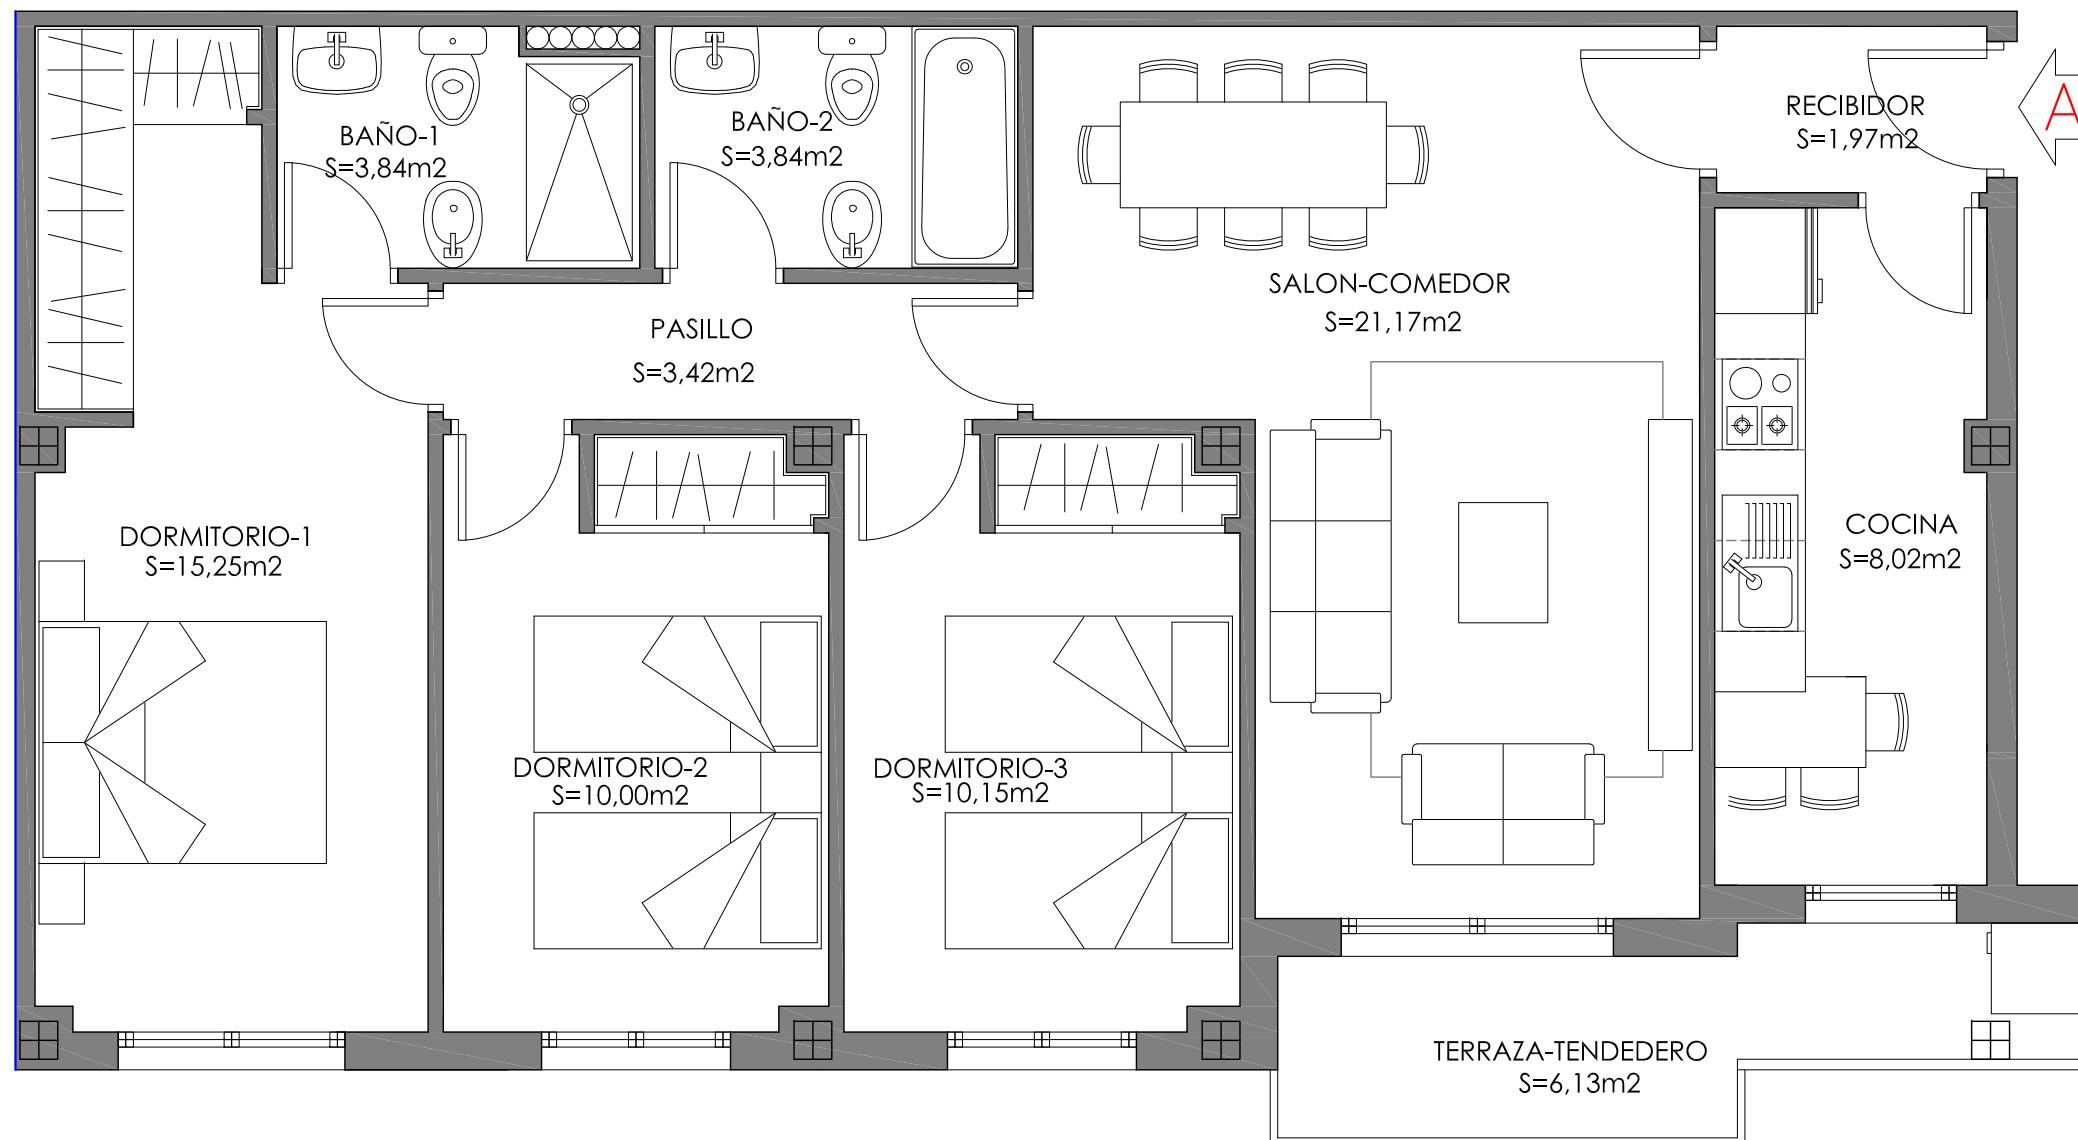 BAÑO-1
S=3,84m2
BAÑO-2
S=3,84m2
RECIBIDOR
S=1,97m2
A
SALON-COMEDOR
S=21,17m2
PASILLO
S=3,42m2
DORMITORIO-1
S=15,25m2
COCINA
S=8,02m2
DORMITORIO-2
S=10,00m2
DORMITORIO-3
S=10,15m2
TERRAZA-TENDEDERO
S=6,13m2